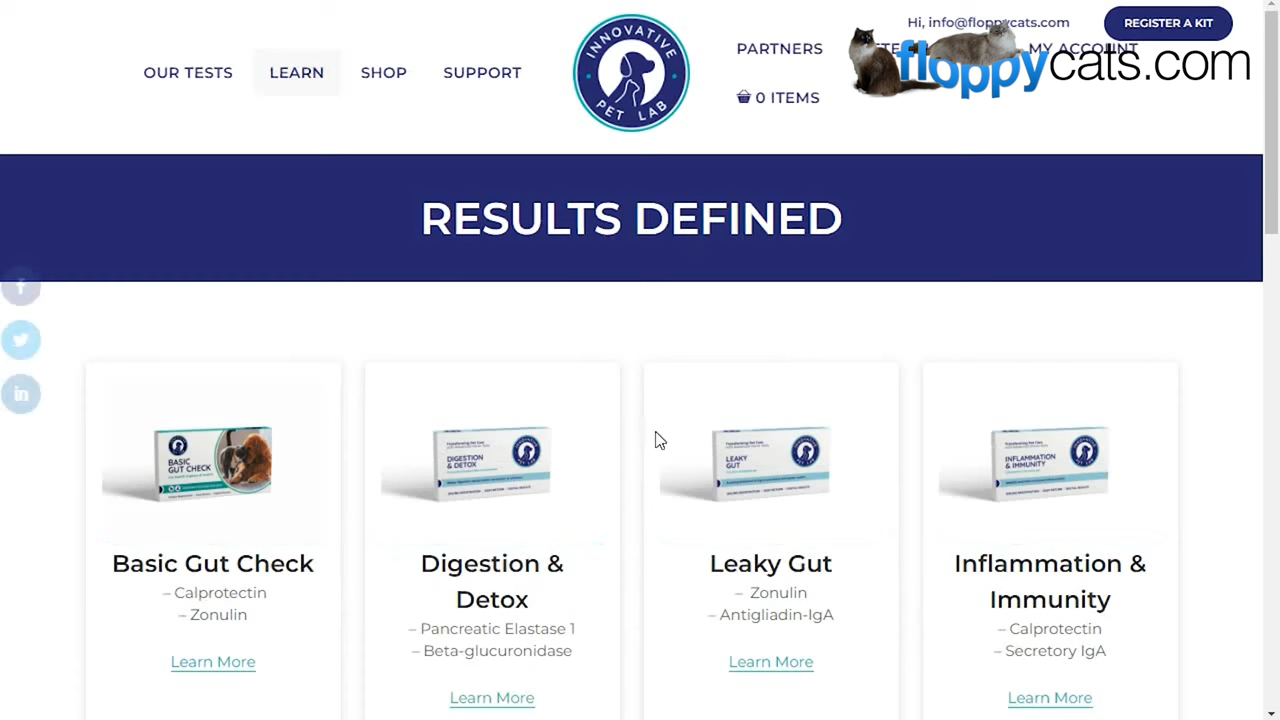 Hi, info@floppycats.com
REGISTER A KIT
OUR TESTS
LEARN
SHOP
SUPPORT
INNOVATIVE
PET LAB
PARTNERS
MY ACCOUNT
floppycats.com
0 ITEMS
RESULTS DEFINED
f
in
BASIC
GUT CHECK
DIGESTION
& DETOX
LEAKY
GUT
INFLAMMATION
& IMMUNITY
Basic Gut Check
– Calprotectin
– Zonulin
Learn More
Digestion &
Detox
– Pancreatic Elastase 1
– Beta-glucuronidase
Learn More
Leaky Gut
– Zonulin
– Antigliadin-IgA
Learn More
Inflammation &
Immunity
– Calprotectin
– Secretory IgA
Learn More